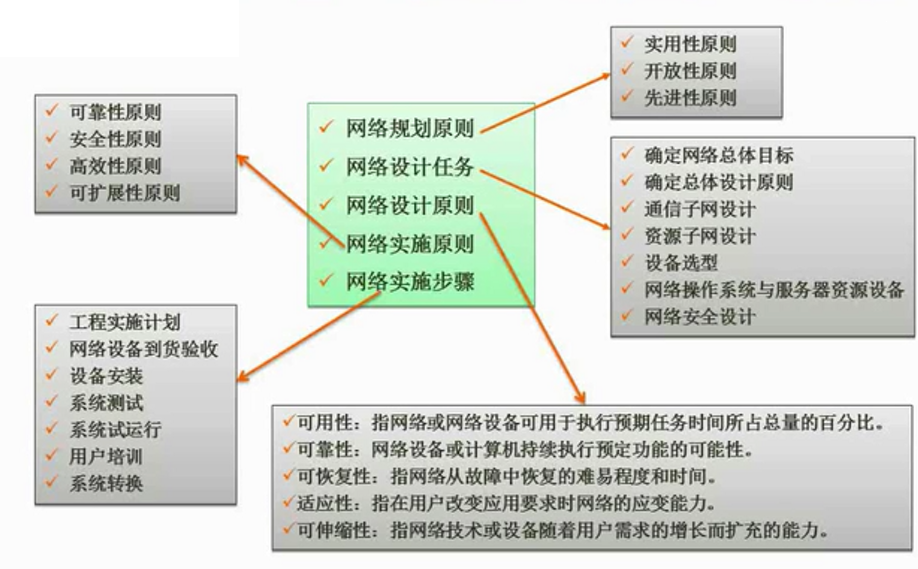 实用性原则
开放性原则
先进性原则
可靠性原则
安全性原则
高效性原则
可扩展性原则
网络规划原则
网络设计任务
网络设计原则
网络实施原则
网络实施步骤
确定网络总体目标
确定总体设计原则
通信子网设计
资源子网设计
设备选型
网络操作系统与服务器资源设备
网络安全设计
工程实施计划
网络设备到货验收
设备安装
系统测试
系统试运行
用户培训
系统转换
可用性：指网络或网络设备可用于执行预期任务时间所占总量的百分比。
可靠性：网络设备或计算机持续执行预定功能的可能性。
可恢复性：指网络从故障中恢复的难易程度和时间。
适应性：指在用户改变应用要求时网络的应变能力。
可伸缩性：指网络技术或设备随着用户需求的增长而扩充的能力。